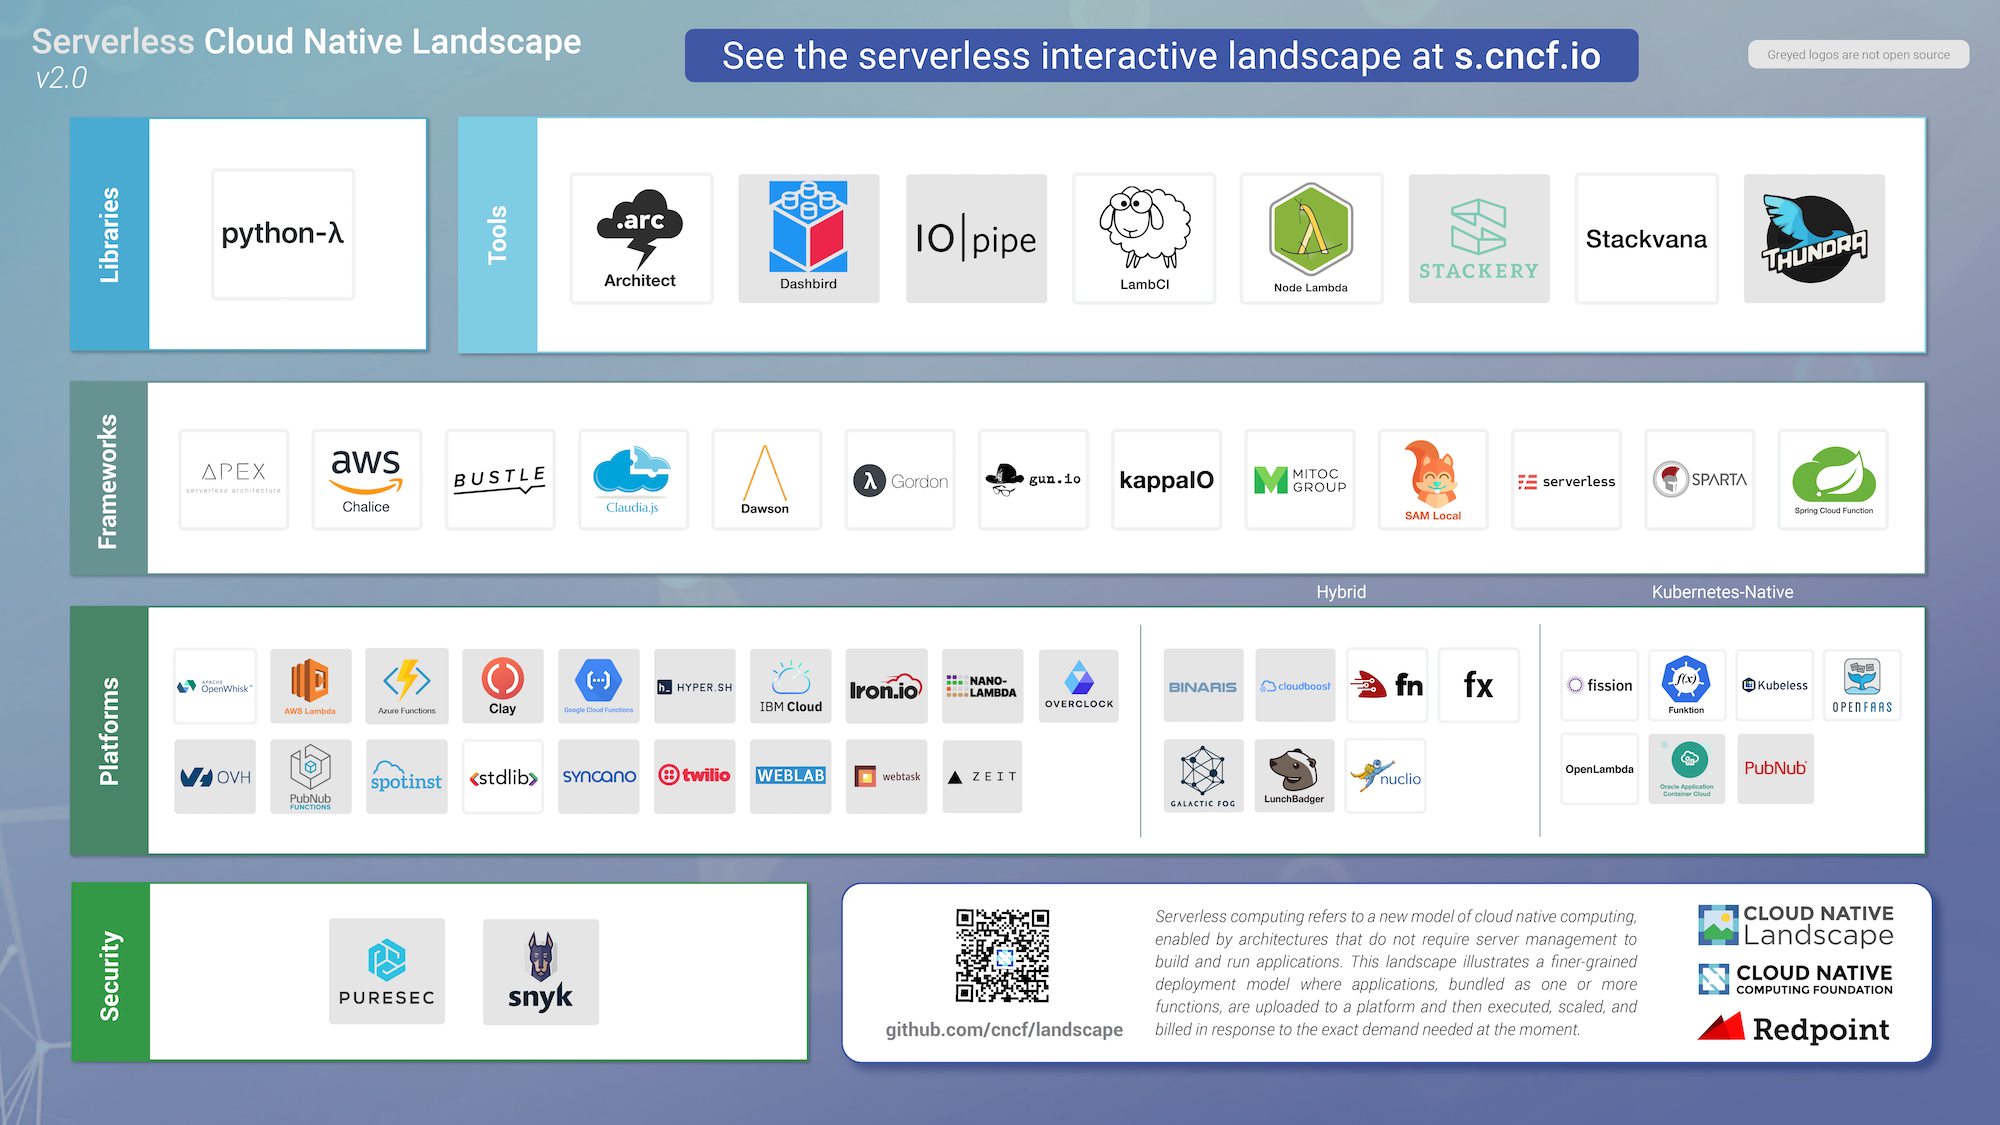 Serverless Cloud Native Landscape
v2.0
See the serverless interactive landscape at s.cncf.io
Greyed logos are not open source
Libraries
python-λ
Tools
.arc
Architect
Dashbird
IO|pipe
LambCI
Node Lambda
STACKERY
Stackvana
THUNDRA
Frameworks
APEX
serverless architecture
aws
Chalice
BUSTLE
Claudia.js
Dawson
λ Gordon
gun.io
kappaIO
MITOC
GROUP
SAM Local
serverless
SPARTA
Spring Cloud Function
Hybrid
Kubernetes-Native
Platforms
APACHE
OpenWhisk™
AWS Lambda
Azure Functions
Clay
Google Cloud Functions
h_ HYPER.SH
IBM Cloud
Iron.io
NANO-
LAMBDA
OVERCLOCK
OVH
PubNub
FUNCTIONS
spotinst
<stdlib>
SYNCANO
twilio
WEBLAB
webtask
ZEIT
BINARIS
cloudboost
fn
fx
GALACTIC FOG
LunchBadger
nuclio
fission
f(x)
Funktion
Kubeless
OPENFAAS
OpenLambda
Oracle Application
Container Cloud
PubNub
Security
PURESEC
snyk
github.com/cncf/landscape
Serverless computing refers to a new model of cloud native computing,
enabled by architectures that do not require server management to
build and run applications. This landscape illustrates a finer-grained
deployment model where applications, bundled as one or more
functions, are uploaded to a platform and then executed, scaled, and
billed in response to the exact demand needed at the moment.
CLOUD NATIVE
Landscape
CLOUD NATIVE
COMPUTING FOUNDATION
Redpoint